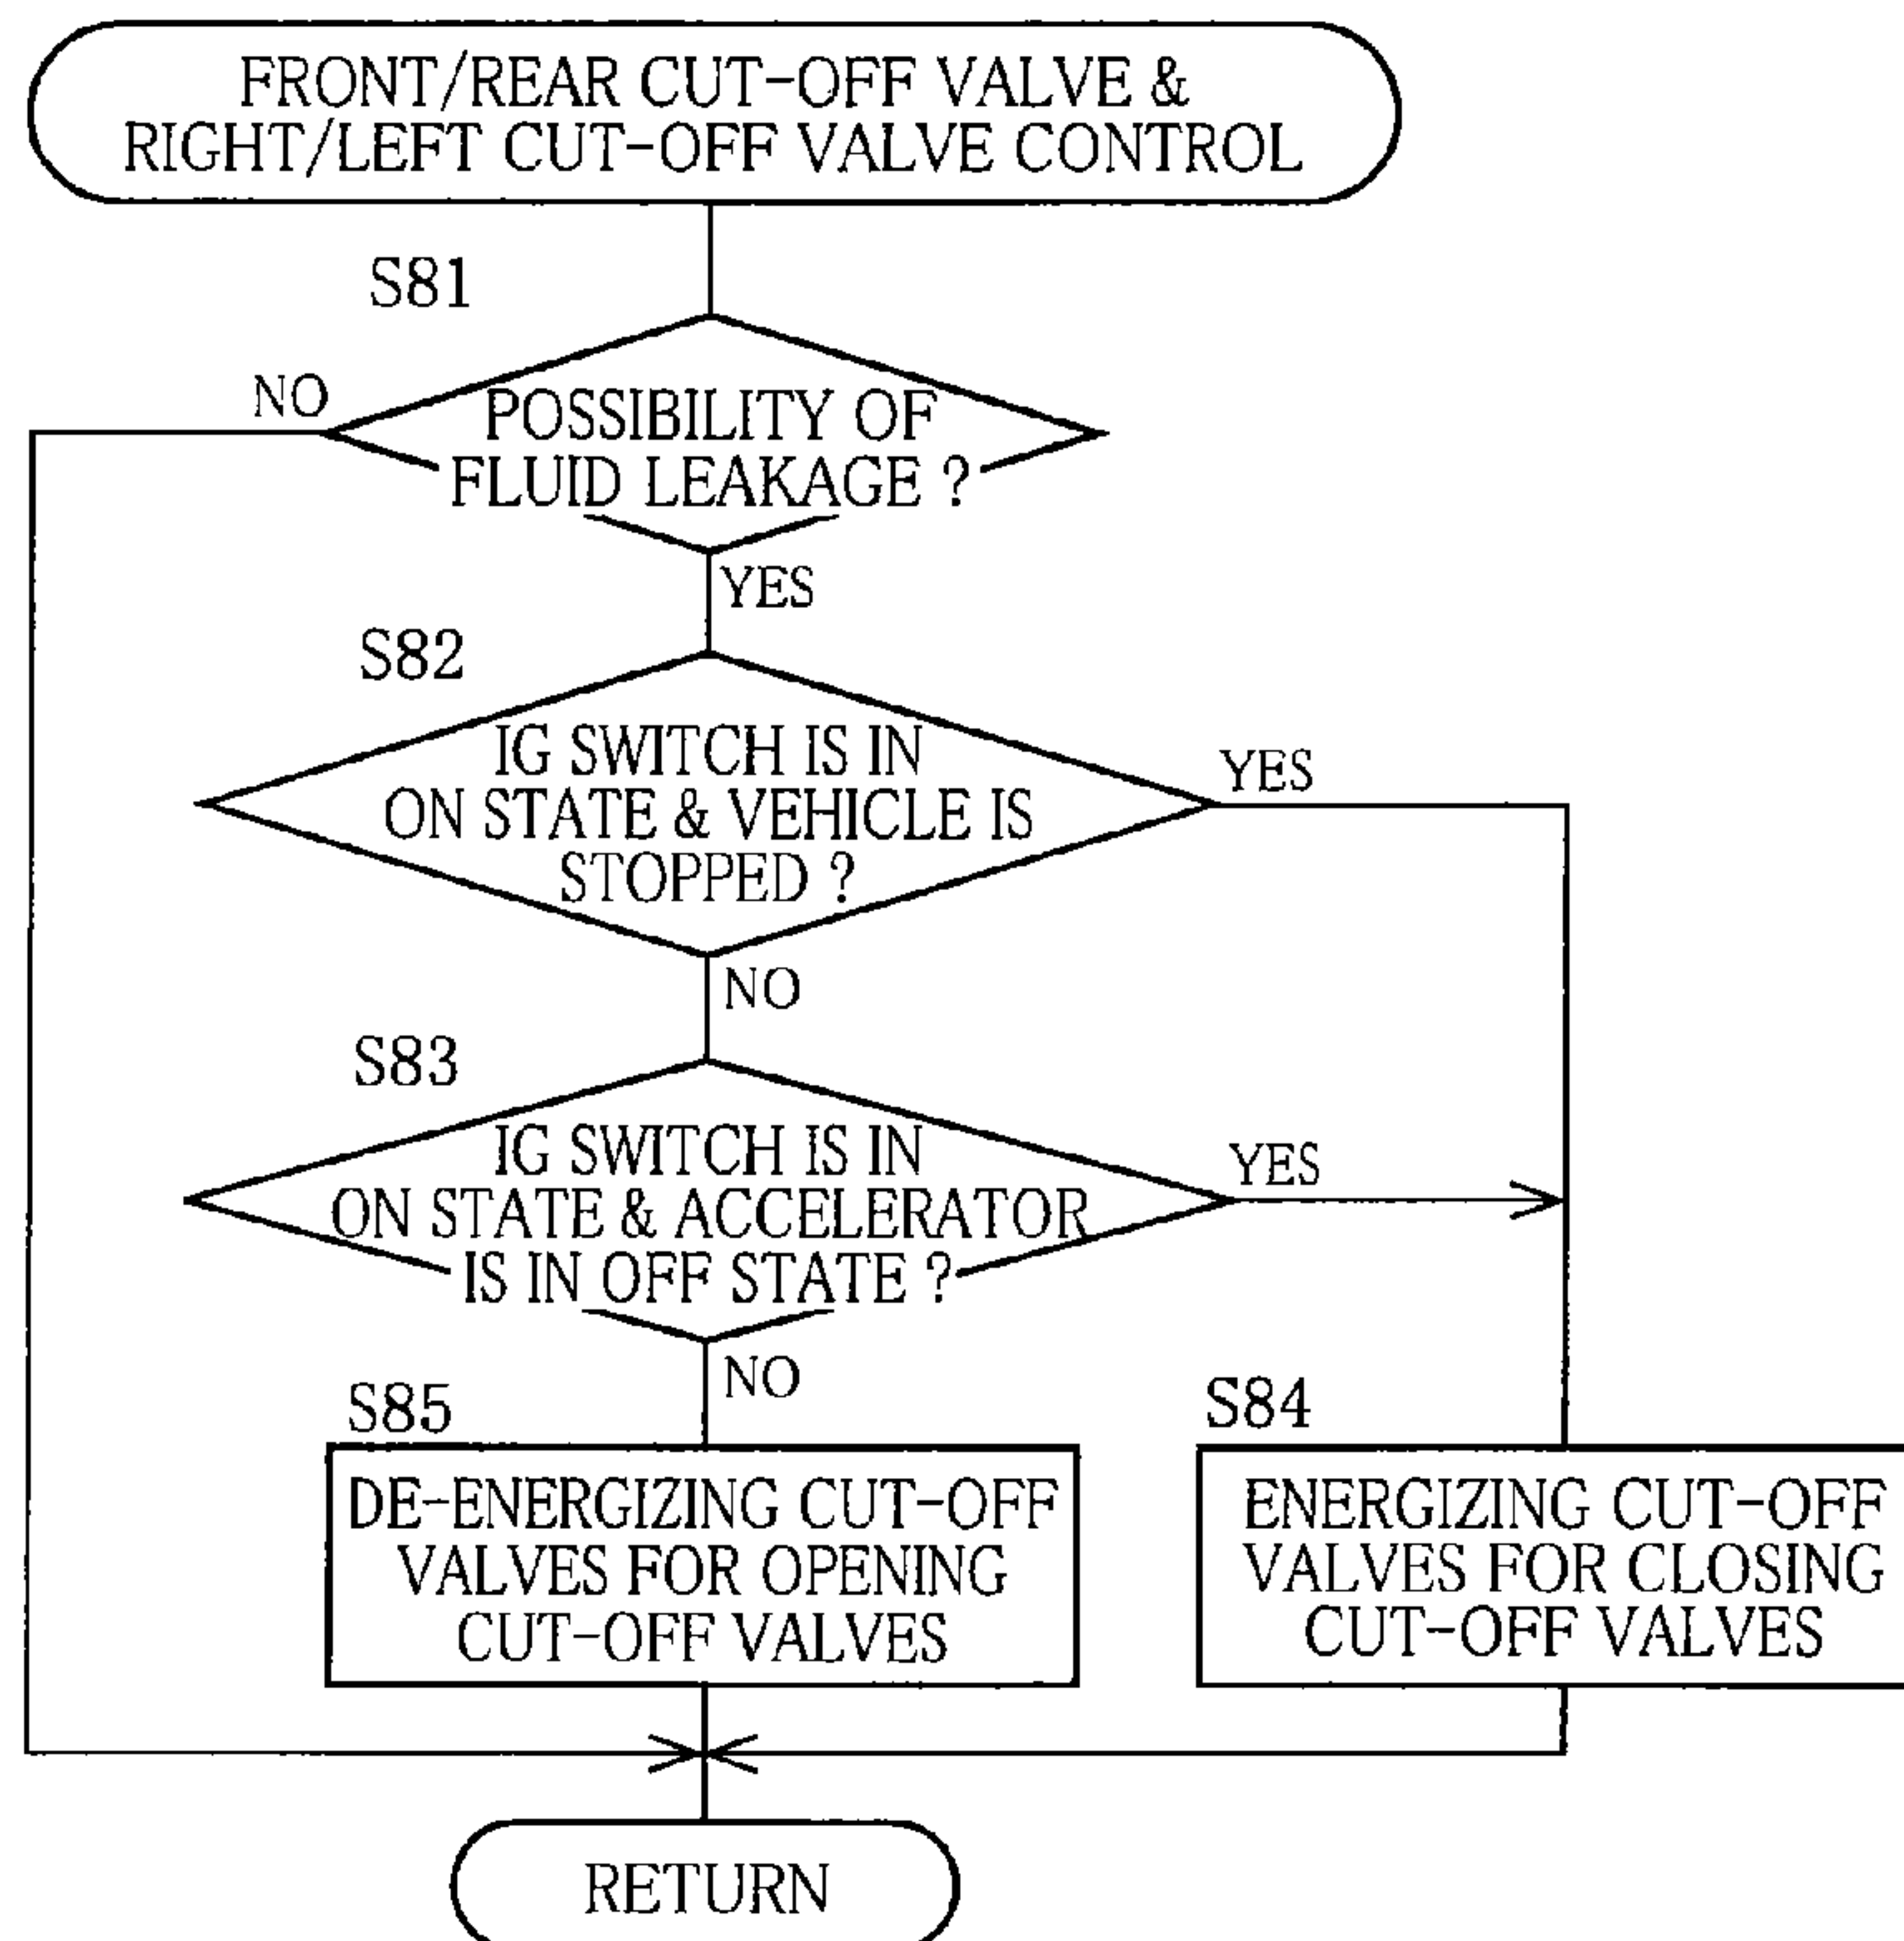 FRONT/REAR CUT-OFF VALVE &
RIGHT/LEFT CUT-OFF VALVE CONTROL
S81
NO
POSSIBILITY OF
FLUID LEAKAGE ?
YES
S82
IG SWITCH IS IN
ON STATE & VEHICLE IS
STOPPED ?
YES
NO
S83
IG SWITCH IS IN
ON STATE & ACCELERATOR
IS IN OFF STATE ?
YES
NO
S85
DE-ENERGIZING CUT-OFF
VALVES FOR OPENING
CUT-OFF VALVES
S84
ENERGIZING CUT-OFF
VALVES FOR CLOSING
CUT-OFF VALVES
RETURN